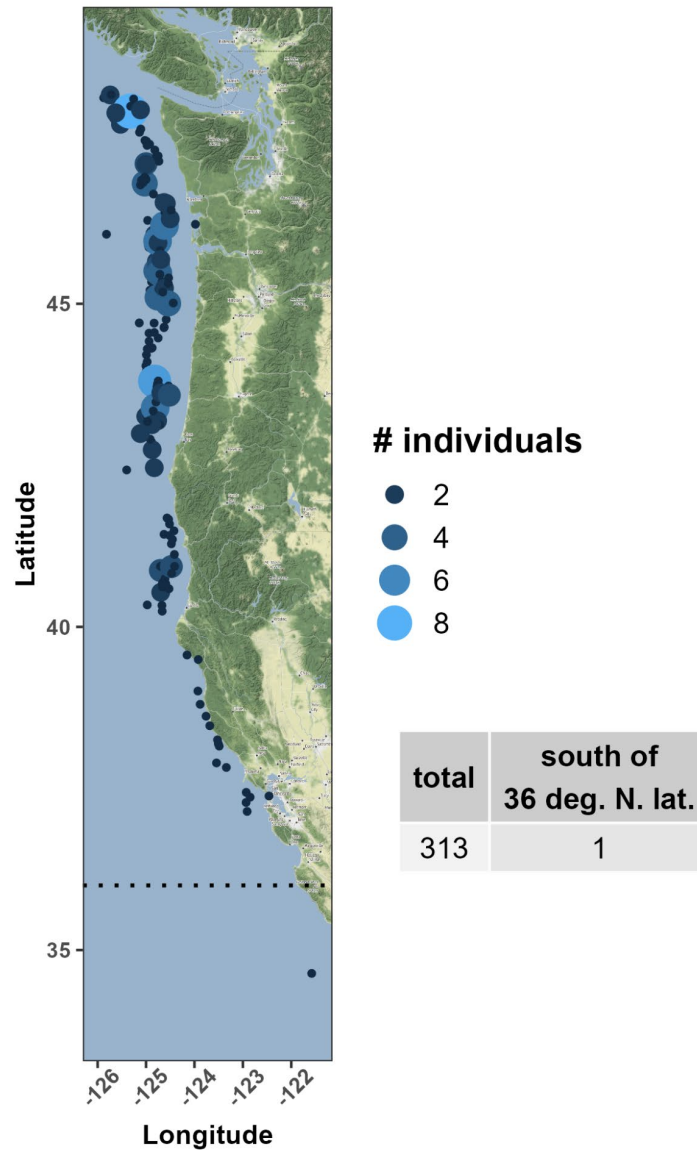 45
40
35
Latitude
-126
-125
-124
-123
-122
Longitude
# individuals
2
4
6
8
total
south of
36 deg. N. lat.
313
1